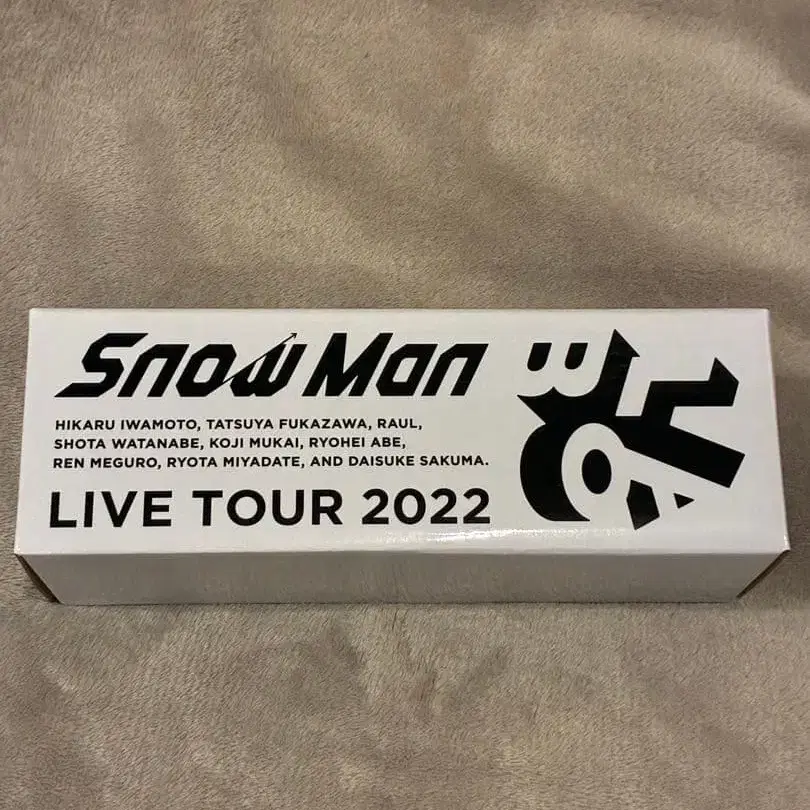 Snow Man
HIKARU IWAMOTO, TATSUYA FUKAZAWA, RAUL,
SHOTA WATANABE, KOJI MUKAI, RYOHEI ABE,
REN MEGURO, RYOTA MIYADATE, AND DAISUKE SAKUMA.
LIVE TOUR 2022